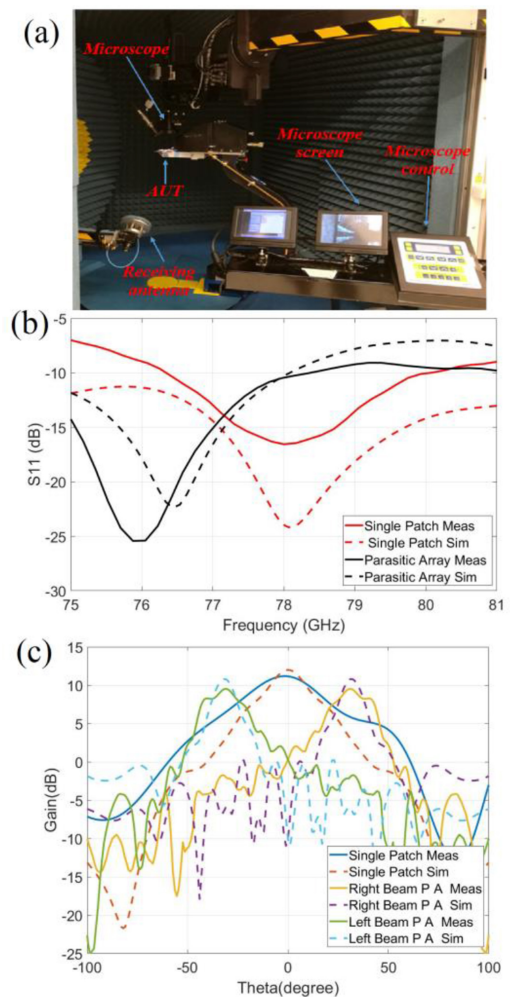 (a)
Microscope
Microscope
screen
Microscope
control
AUT
Receiving
antenna
(b)
-5
-10
-15
-20
-25
-30
S11 (dB)
75
76
77
78
79
80
81
Frequency (GHz)
Single Patch Meas
Single Patch Sim
Parasitic Array Meas
Parasitic Array Sim
(c)
15
10
5
0
-5
-10
-15
-20
25
Gain(dB)
-100
-50
0
50
100
Theta(degree)
Single Patch Meas
Single Patch Sim
Right Beam P A Meas
Right Beam P A Sim
Left Beam P A Meas
Left Beam P A Sim